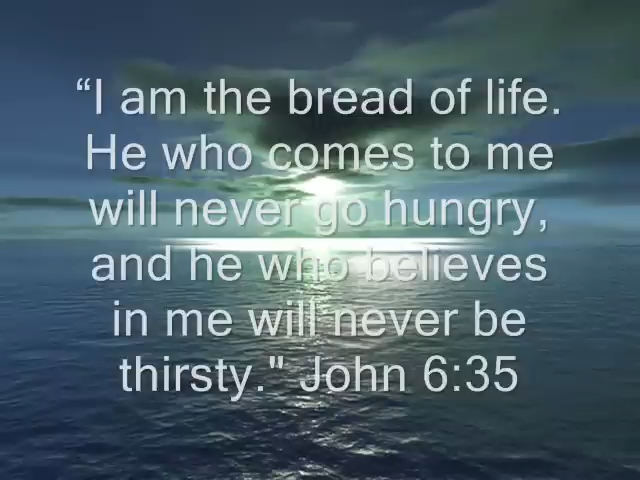 “I am the bread of life.
He who comes to me
will never go hungry,
and he who believes
in me will never be
thirsty." John 6:35